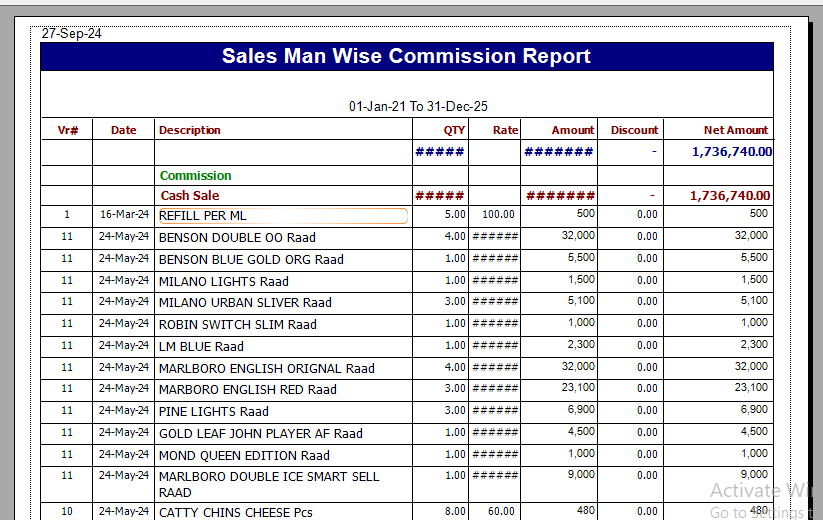 27-Sep-24
Sales Man Wise Commission Report
01-Jan-21 To 31-Dec-25
Vr# Date Description QTY Rate Amount Discount Net Amount
##### ####### - 1,736,740.00
Commission
Cash Sale ##### ####### - 1,736,740.00
1 16-Mar-24 REFILL PER ML 5.00 100.00 500 0.00 500
11 24-May-24 BENSON DOUBLE OO Raad 4.00 ###### 32,000 0.00 32,000
11 24-May-24 BENSON BLUE GOLD ORG Raad 1.00 ###### 5,500 0.00 5,500
11 24-May-24 MILANO LIGHTS Raad 1.00 ###### 1,500 0.00 1,500
11 24-May-24 MILANO URBAN SLIVER Raad 3.00 ###### 5,100 0.00 5,100
11 24-May-24 ROBIN SWITCH SLIM Raad 1.00 ###### 1,000 0.00 1,000
11 24-May-24 LM BLUE Raad 1.00 ###### 2,300 0.00 2,300
11 24-May-24 MARLBORO ENGLISH ORIGNAL Raad 4.00 ###### 32,000 0.00 32,000
11 24-May-24 MARBORO ENGLISH RED Raad 3.00 ###### 23,100 0.00 23,100
11 24-May-24 PINE LIGHTS Raad 3.00 ###### 6,900 0.00 6,900
11 24-May-24 GOLD LEAF JOHN PLAYER AF Raad 1.00 ###### 4,500 0.00 4,500
11 24-May-24 MOND QUEEN EDITION Raad 1.00 ###### 1,000 0.00 1,000
11 24-May-24 MARLBORO DOUBLE ICE SMART SELL 1.00 ###### 9,000 0.00 9,000
RAAD
Activate Wi
10 24-May-24 CATTY CHINS CHEESE Pcs 8.00 60.00 480 0.00 480
Go to Settings t